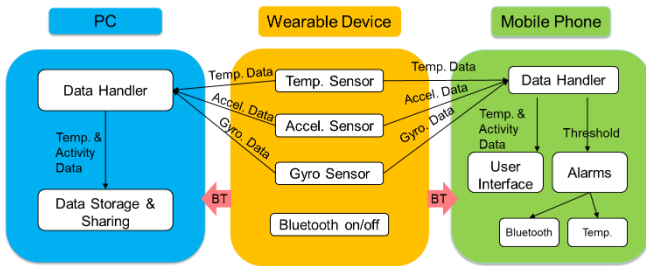 PC
Wearable Device
Mobile Phone
Data Handler
Temp. &
Activity
Data
Data Storage &
Sharing
Temp. Data
Accel. Data
Gyro. Data
BT
Temp. Sensor
Accel. Sensor
Gyro Sensor
Bluetooth on/off
Temp. Data
Accel. Data
Gyro. Data
BT
Data Handler
Temp. &
Activity
Data
Threshold
User
Interface
Alarms
Bluetooth
Temp.